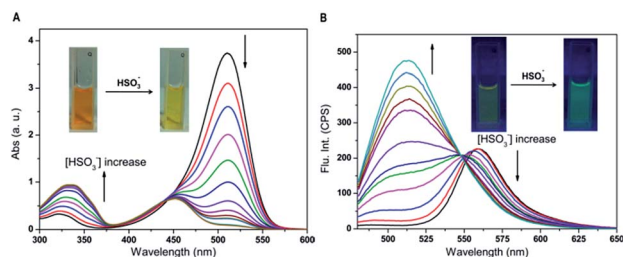 A
B
HSO₃⁻
HSO₃⁻
[HSO₃⁻] increase
[HSO₃⁻] increase
Abs (a. u.)
4
3
2
1
0
300 350 400 450 500 550 600
Wavelength (nm)
Flu. Int. (CPS)
500
400
300
200
100
0
500 525 550 575 600 625 650
Wavelength (nm)